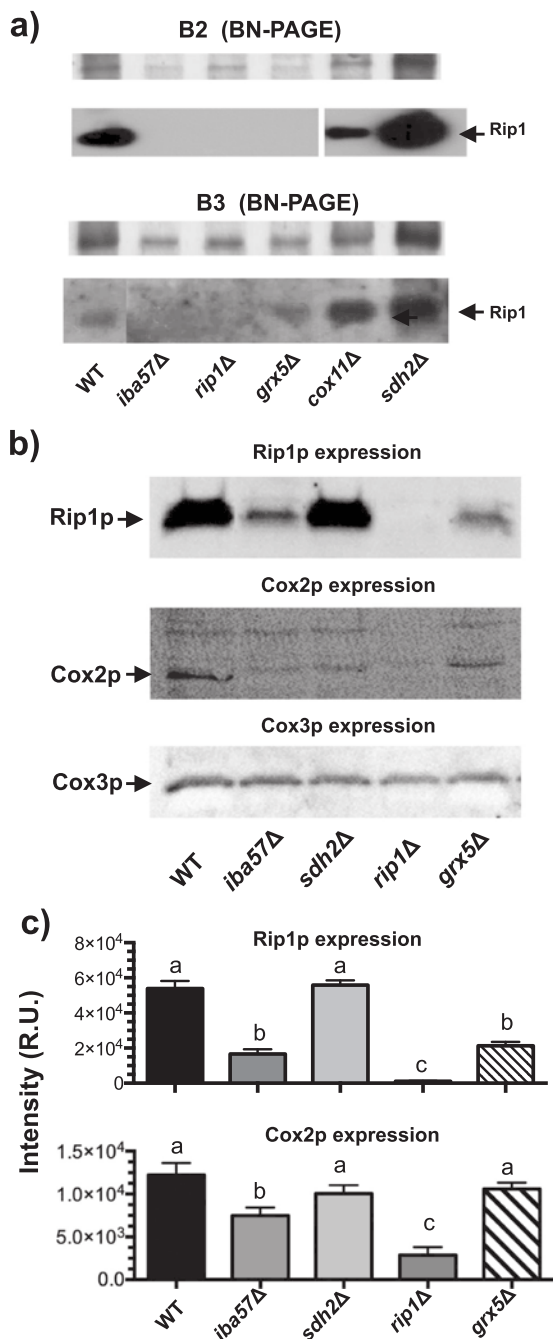 a)
B2 (BN-PAGE)
Rip1
B3 (BN-PAGE)
Rip1
WT iba57Δ rip1Δ grx5Δ cox11Δ sdh2Δ
b)
Rip1p expression
Rip1p
Cox2p expression
Cox2p
Cox3p expression
Cox3p
WT iba57Δ sdh2Δ rip1Δ grx5Δ
c)
Rip1p expression
8×10⁴
6×10⁴
4×10⁴
2×10⁴
0
a b a c b
Intensity (R.U.)
Cox2p expression
1.5×10⁴
1.0×10⁴
5.0×10³
0.0
a b a c a
WT iba57Δ sdh2Δ rip1Δ grx5Δ